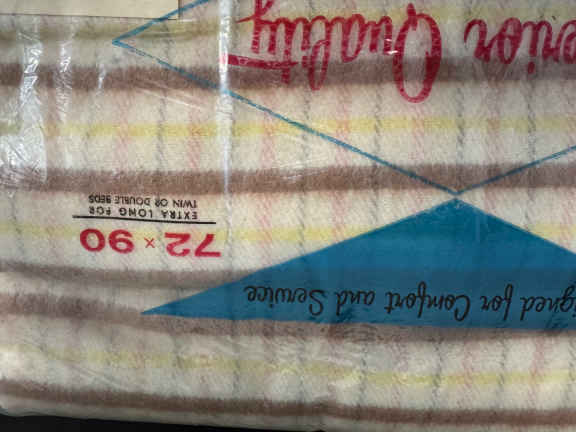 72 × 90
EXTRA LONG FOR
TWIN OR DOUBLE BEDS
and Service
for Comfort
Quality